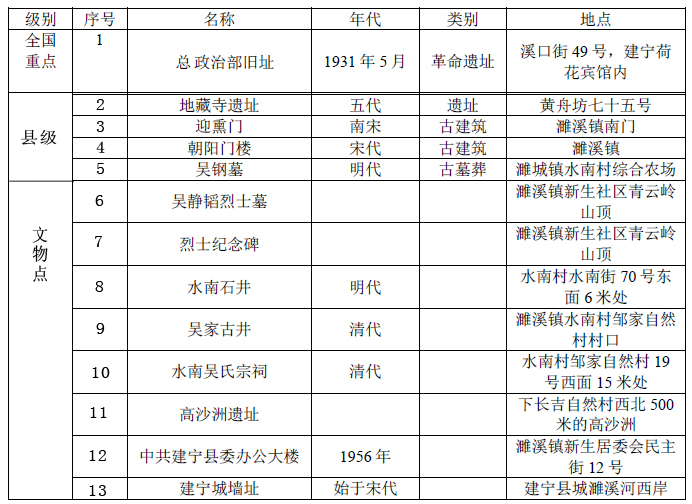 级别 序号 名称 年代 类别 地点
全国重点 1 总政治部旧址 1931年5月 革命遗址 溪口街49号，建宁荷花宾馆内
县级 2 地藏寺遗址 五代 遗址 黄舟坊七十五号
3 迎熏门 南宋 古建筑 濉溪镇南门
4 朝阳门楼 宋代 古建筑 濉溪镇
5 吴钢墓 明代 古墓葬 濉城镇水南村综合农场
文物点 6 吴静韬烈士墓 濉溪镇新生社区青云岭山顶
7 烈士纪念碑 濉溪镇新生社区青云岭山顶
8 水南石井 明代 水南村水南街70号东面6米处
9 吴家古井 清代 濉溪镇水南村邹家自然村村口
10 水南吴氏宗祠 清代 水南村邹家自然村19号西面15米处
11 高沙洲遗址 下长吉自然村西北500米的高沙洲
12 中共建宁县委办公大楼 1956年 濉溪镇新生居委会民主街12号
13 建宁城墙址 始于宋代 建宁县城濉溪河西岸